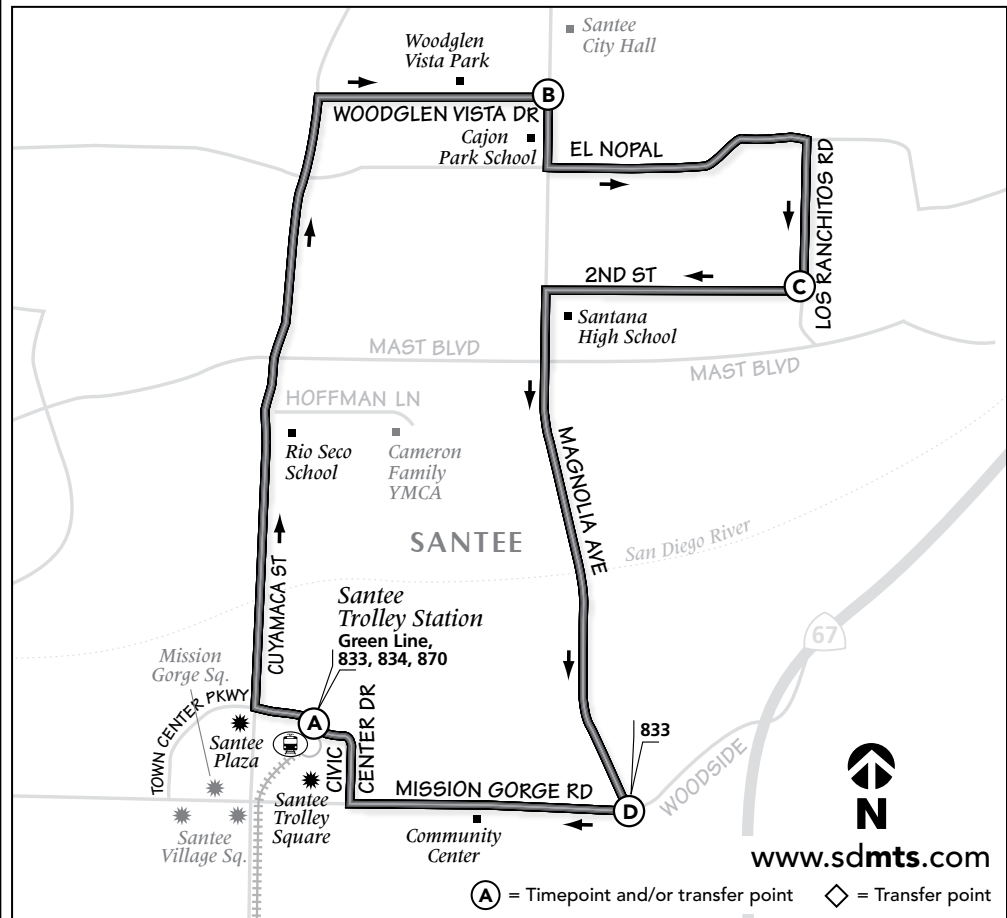 Santee
City Hall
Woodglen
Vista Park
B
WOODGLEN VISTA DR
Cajon
Park School
EL NOPAL
LOS RANCHITOS RD
C
2ND ST
Santana
High School
MAST BLVD
MAST BLVD
HOFFMAN LN
Rio Seco
School
Cameron
Family
YMCA
MAGNOLIA AVE
SANTEE
San Diego River
CUYAMACA ST
Santee
Trolley Station
Green Line,
833, 834, 870
67
Mission
Gorge Sq.
TOWN CENTER PKWY
A
CIVIC
CENTER DR
Santee
Plaza
833
WOODSIDE
Santee
Trolley
Square
MISSION GORGE RD
D
Santee
Village Sq.
Community
Center
N
www.sdmts.com
A = Timepoint and/or transfer point
= Transfer point